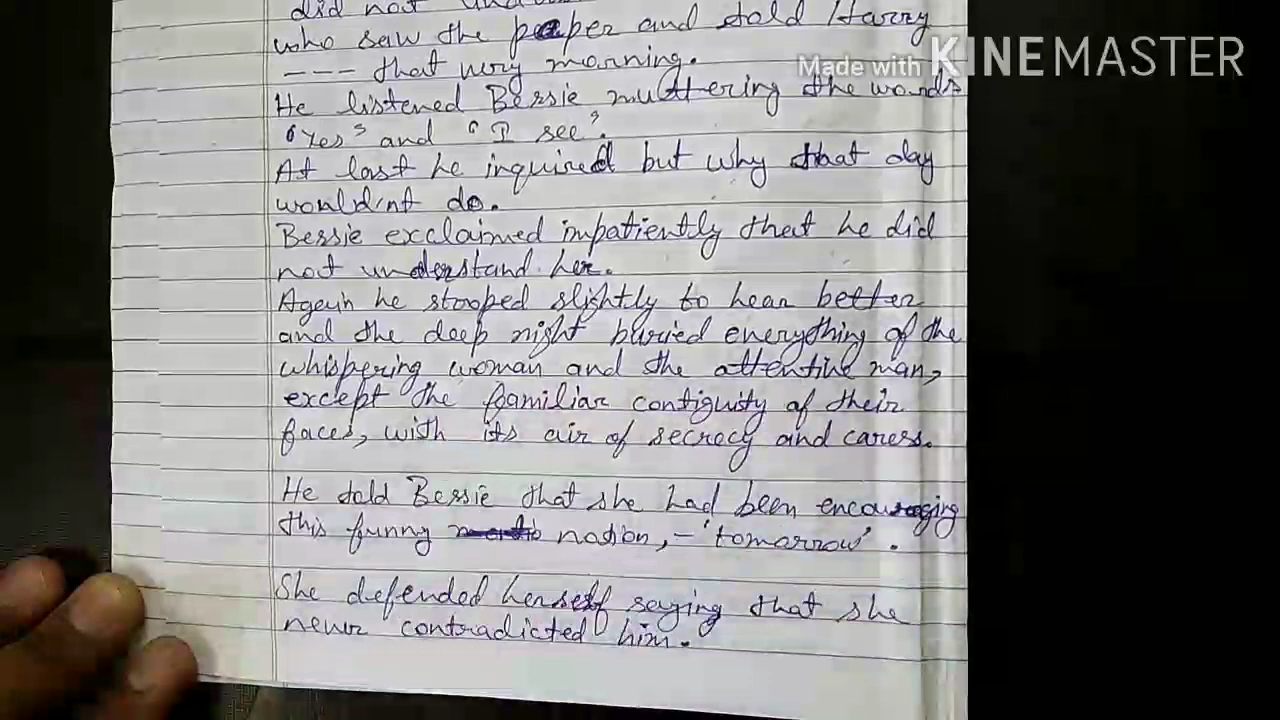 did not
who saw the paper and told Harry
--- that very morning.
He listened Bessie muttering the words
"Yes" and "I see".
At last he inquired but why that day
wouldn't do.
Bessie exclaimed impatiently that he did
not understand her.
Again he stooped slightly to hear better
and the deep night buried everything of the
whispering woman and the attentive man,
except the familiar contiguity of their
faces, with its air of secrecy and caress.
He told Bessie that she had been encouraging
this funny notion, - 'tomorrow'.
She defended herself saying that she
never contradicted him.
Made with KINEMASTER